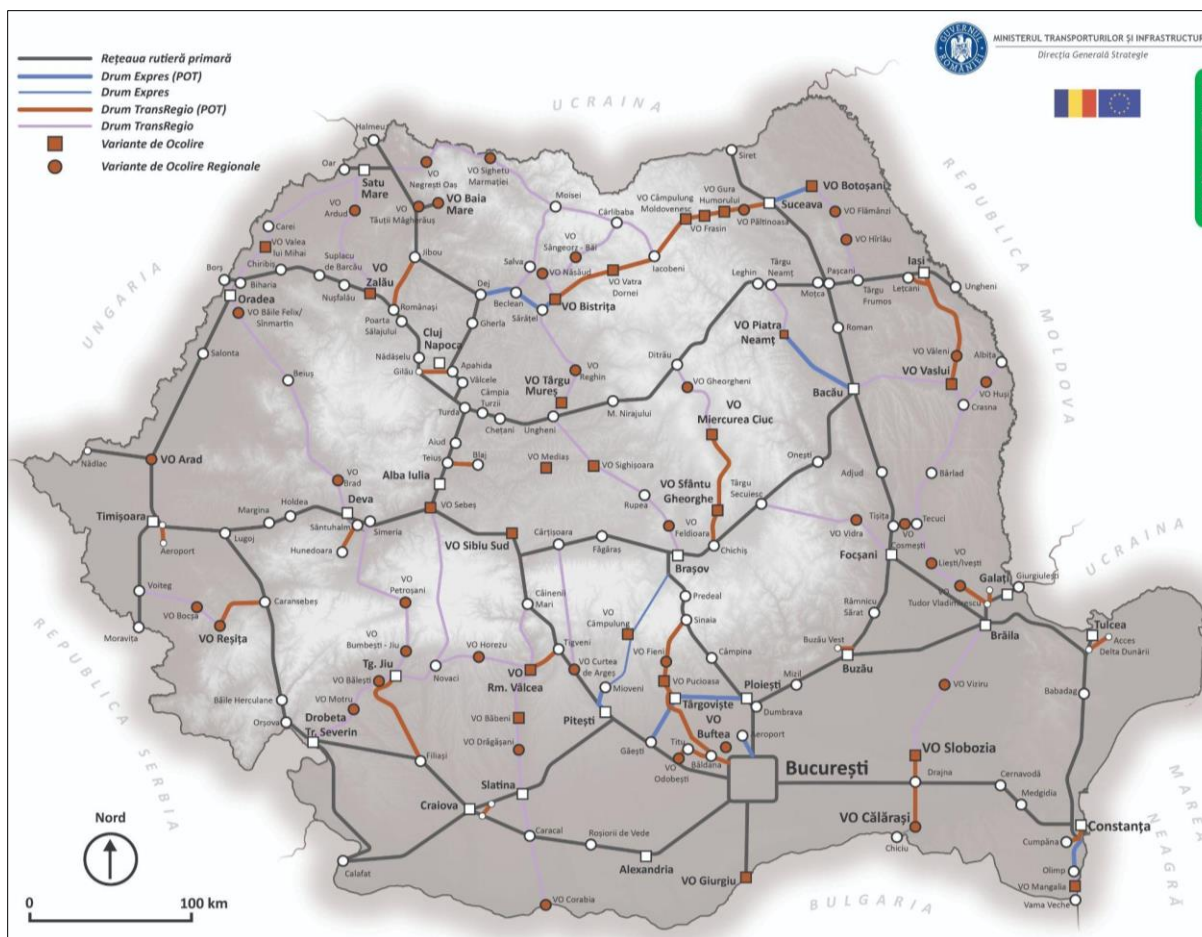 MINISTERUL TRANSPORTURILOR ȘI INFRASTRUCTUR
Direcția Generală Strategie
GUVERNUL
ROMÂNIEI
Rețeaua rutieră primară
Drum Expres (POT)
Drum Expres
Drum TransRegio (POT)
Drum TransRegio
Variante de Ocolire
Variante de Ocolire Regionale
UCRAINA
Halmeu
Oar
Satu
Mare
VO
Negrești Oaș
VO Sighetu
Marmației
VO
Ardud
VO
Tăuții Măgherăuș
VO Baia
Mare
Moisei
Cârlibaba
Siret
VO Botoșani
Suceava
VO Câmpulung
Moldovenesc
VO Gura
Humorului
VO Frasin
VO Păltinoasa
VO Flămânzi
VO Hîrlău
REPUBLICA
MOLDOVA
Carei
VO Valea
lui Mihai
Chiribiș
Suplacu
de Barcău
Borș
Biharia
Oradea
VO Băile Felix/
Sînmartin
Nușfalău
VO
Zalău
Jibou
Românași
Poarta
Sălajului
Salva
VO
Sângeorz - Băi
VO Năsăud
Iacobeni
VO Vatra
Dornei
Dej
Beclean
Sărățel
VO Bistrița
Gherla
Leghin
Târgu
Neamț
Moțca
Pașcani
Târgu
Frumos
Iași
Lețcani
Ungheni
UNGARIA
Salonta
Beiuș
Cluj
Napoca
Nădășelu
Gilău
Apahida
Vâlcele
Câmpia
Turzii
Turda
Chețani
Ungheni
VO Târgu
Mureș
VO
Reghin
M. Nirajului
Ditrău
VO Gheorgheni
VO Piatra
Neamț
Roman
Bacău
VO Văleni
VO Vaslui
Albița
VO Huși
Crasna
VO
Miercurea Ciuc
Nădlac
VO Arad
VO
Brad
Aiud
Teiuș
Blaj
Alba Iulia
VO Mediaș
VO Sighișoara
Rupea
VO Sfântu
Gheorghe
Târgu
Secuiesc
Onești
Adjud
Bârlad
Timișoara
Aeroport
Margina
Holdea
Deva
Sântuhalm
Simeria
Hunedoara
Lugoj
VO Sebeș
VO Sibiu Sud
Cârțișoara
Făgăraș
VO
Feldioara
Brașov
Chichiș
VO Vidra
Tișița
Focșani
VO
Cosmești
Tecuci
VO
Liești/Ivești
UCRAINA
Voiteg
Moravița
VO
Bocșa
VO Reșița
Caransebeș
VO
Petroșani
VO
Bumbești - Jiu
Câinenii
Mari
Predeal
Sinaia
VO
Câmpulung
Râmnicu
Sărat
VO
Tudor Vladimirescu
Galați
Giurgiulești
Brăila
Tulcea
Acces
Delta Dunării
REPUBLICA SERBIA
Tg. Jiu
VO Bălești
VO Motru
Novaci
VO Horezu
VO
Rm. Vâlcea
Tigveni
VO Curtea
de Argeș
Mioveni
VO Fieni
VO Pucioasa
Câmpina
Ploiești
Mizil
Dumbrava
Buzău Vest
Buzău
Băile Herculane
Orșova
Drobeta
Tr. Severin
Filiași
VO Băbeni
VO Drăgășani
Pitești
Găești
Târgoviște
Titu
VO
Odobești
Bâldana
VO
Buftea
Aeroport
București
VO Viziru
VO Slobozia
Drajna
Babadag
Cernavodă
Medgidia
Craiova
Slatina
Caracal
Roșiorii de Vede
Alexandria
VO Călărași
Chiciu
Constanța
Cumpăna
Olimp
VO Mangalia
Vama Veche
MAREA
NEAGRĂ
Calafat
VO Corabia
VO Giurgiu
BULGARIA
Nord
0
100 km